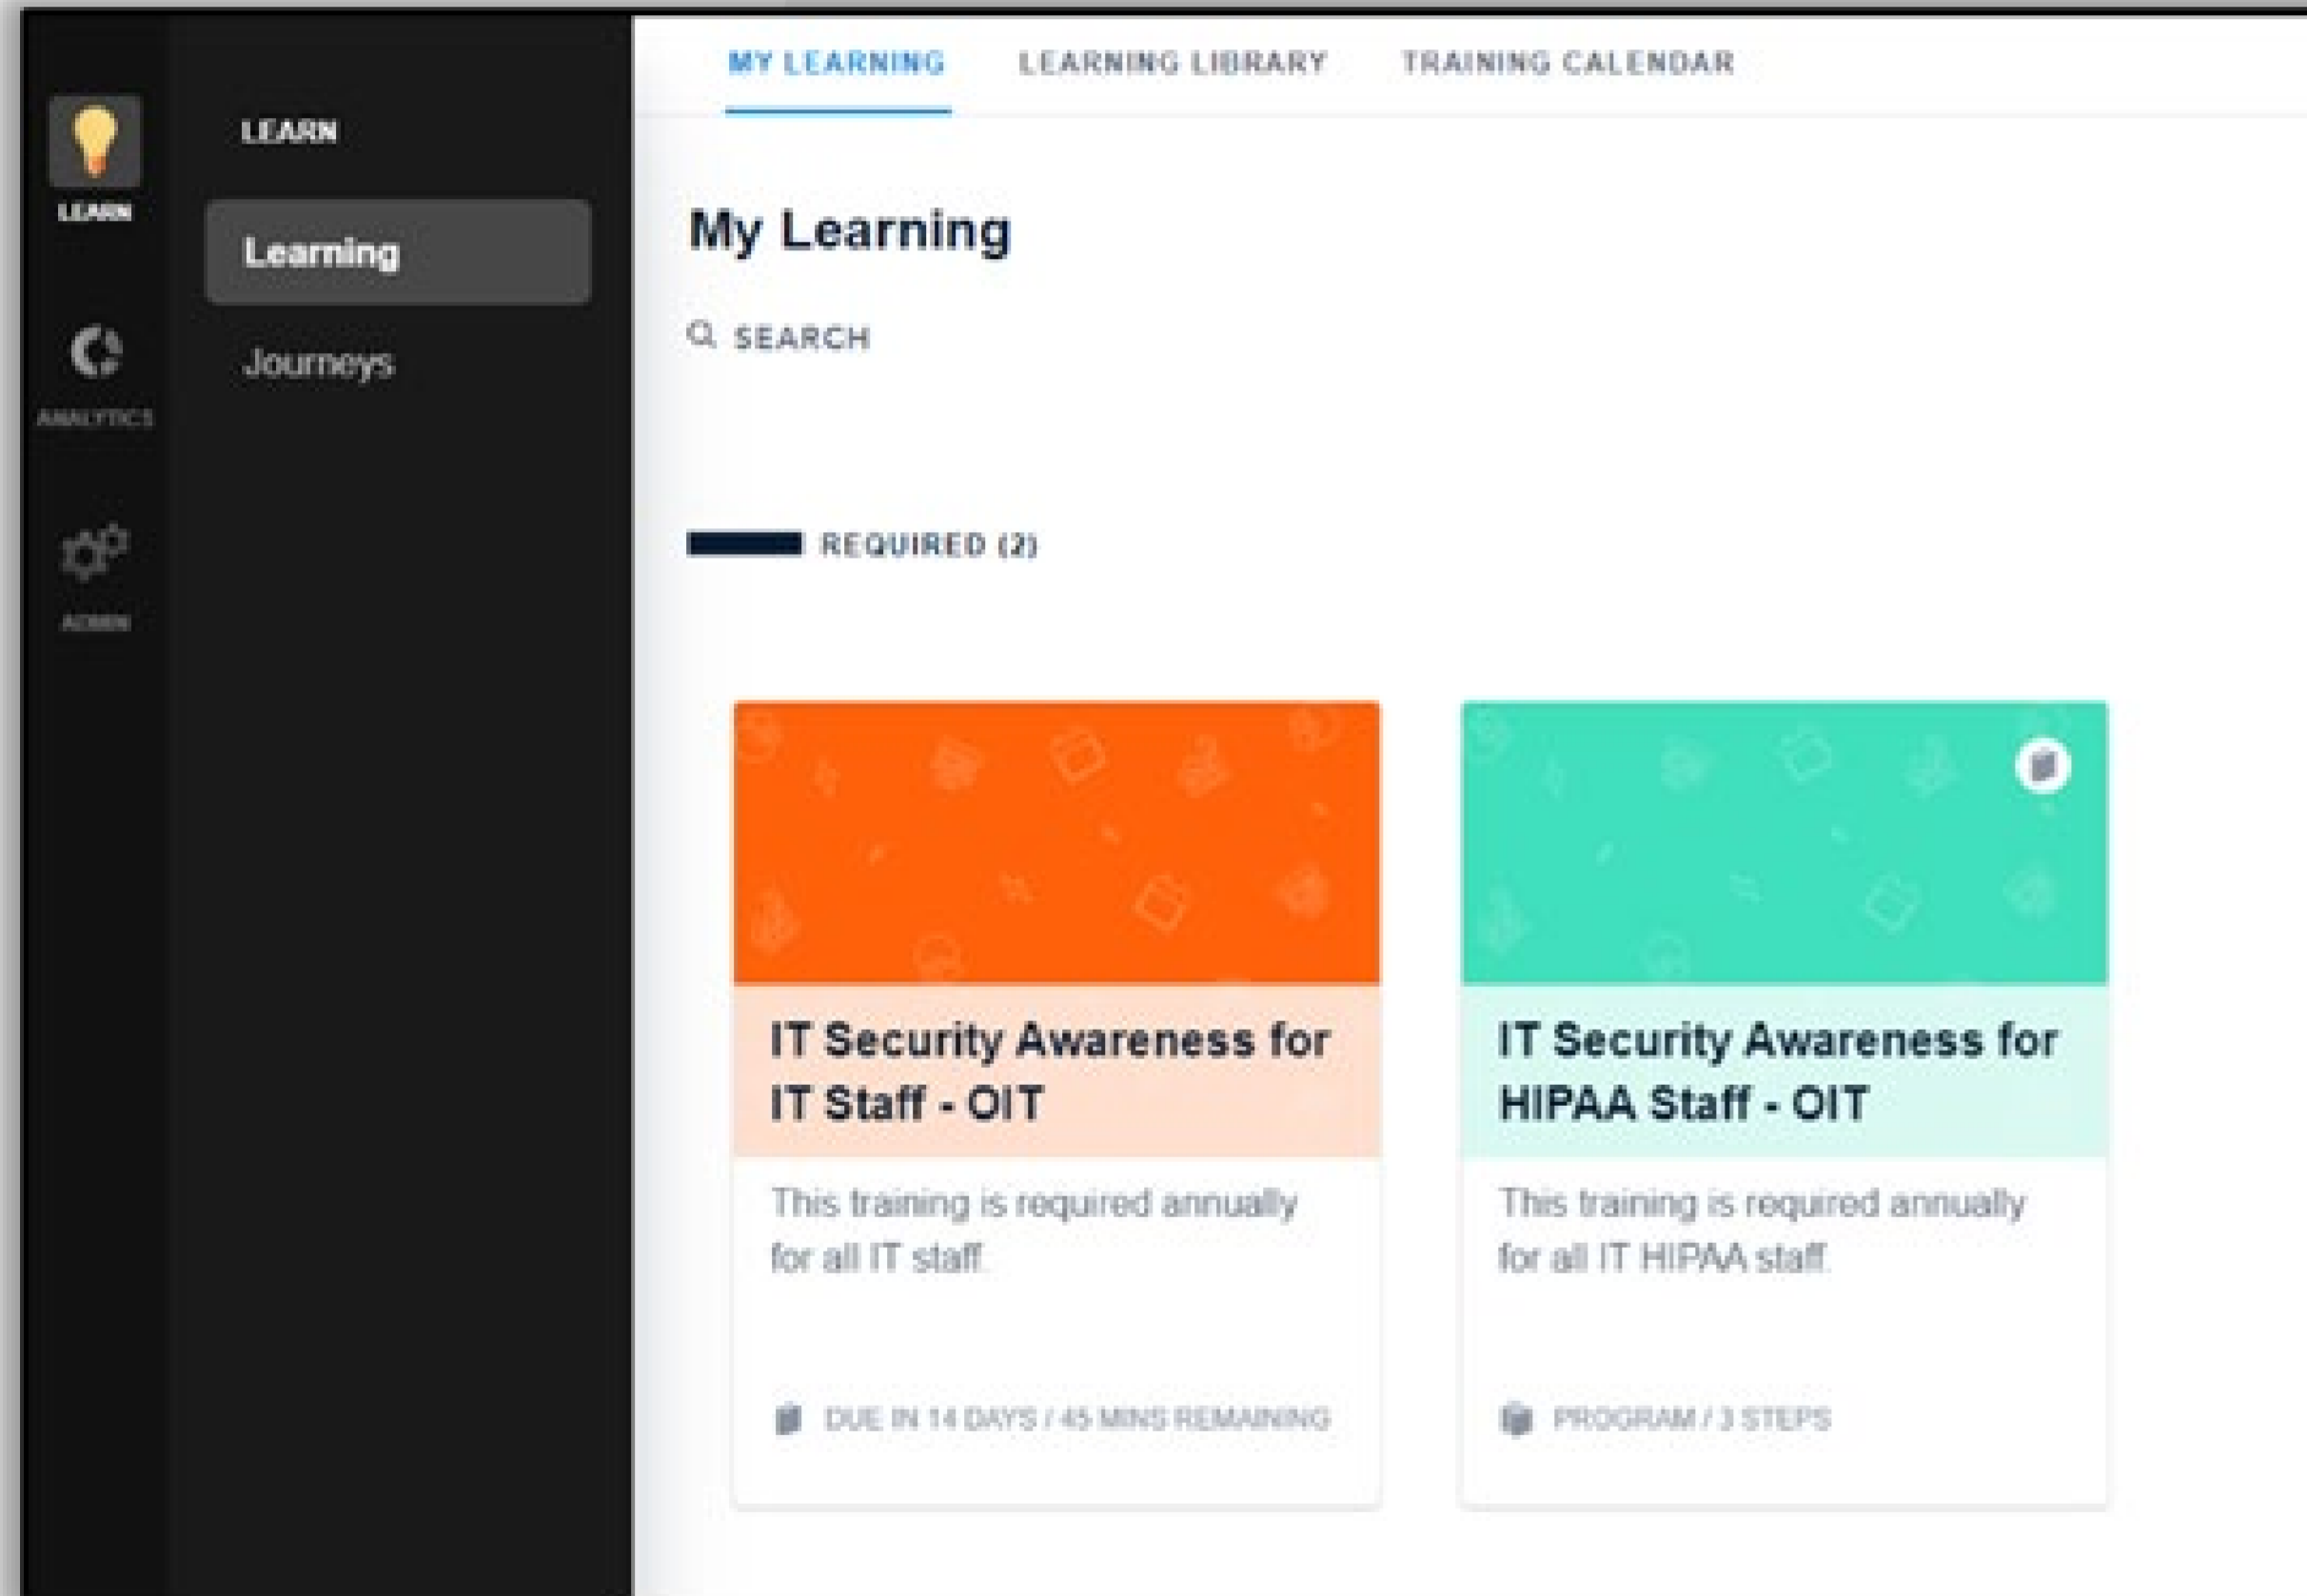 MY LEARNING
LEARNING LIBRARY
TRAINING CALENDAR
LEARN
LEARN
Learning
Journeys
ANALYTICS
ADMIN
My Learning
SEARCH
REQUIRED (2)
IT Security Awareness for
IT Staff - OIT
This training is required annually
for all IT staff.
DUE IN 14 DAYS / 45 MINS REMAINING
IT Security Awareness for
HIPAA Staff - OIT
This training is required annually
for all IT HIPAA staff.
PROGRAM / 3 STEPS